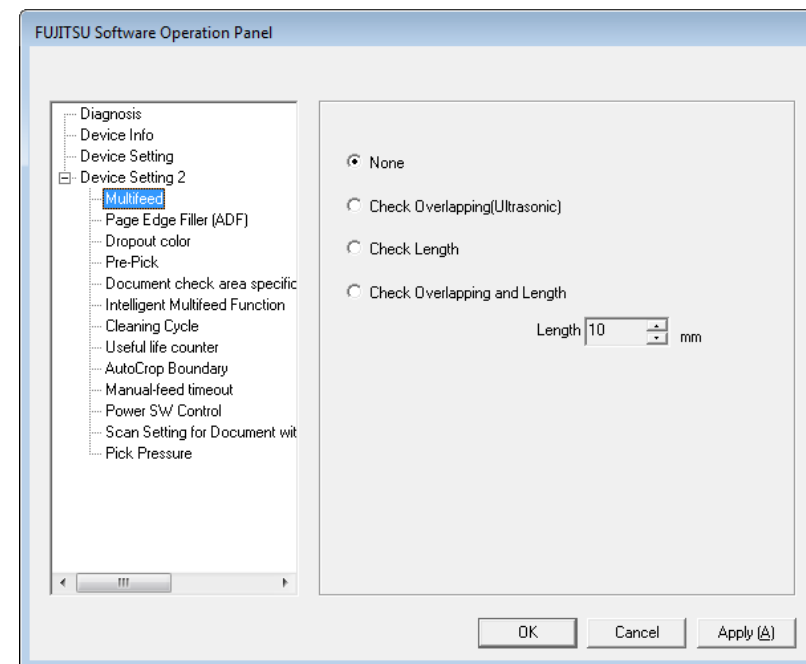 FUJITSU Software Operation Panel
Diagnosis
Device Info
Device Setting
Device Setting 2
Multifeed
Page Edge Filler (ADF)
Dropout color
Pre-Pick
Document check area specific
Intelligent Multifeed Function
Cleaning Cycle
Useful life counter
AutoCrop Boundary
Manual-feed timeout
Power SW Control
Scan Setting for Document wit
Pick Pressure
None
Check Overlapping(Ultrasonic)
Check Length
Check Overlapping and Length
Length 10 mm
OK Cancel Apply (A)